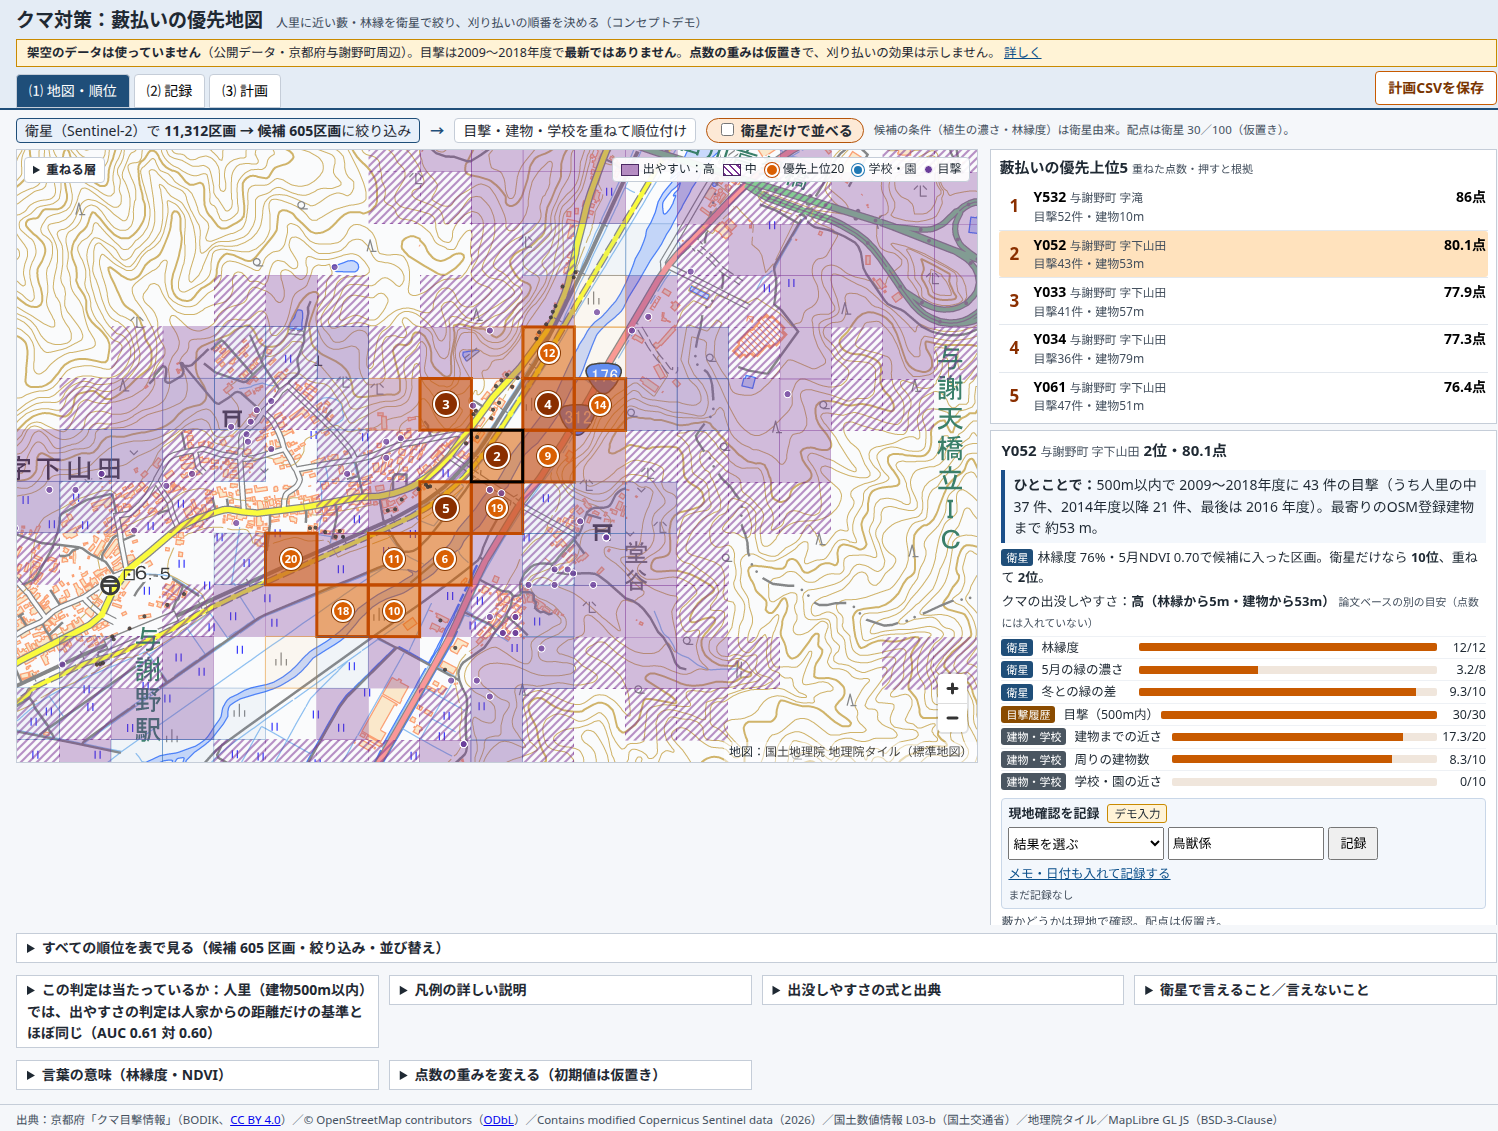 クマ対策：藪払いの優先地図 人里に近い藪・林縁を衛星で絞り、刈り払いの順番を決める（コンセプトデモ）
架空のデータは使っていません（公開データ・京都府与謝野町周辺）。目撃は2009〜2018年度で最新ではありません。点数の重みは仮置きで、刈り払いの効果は示しません。 詳しく
⑴ 地図・順位
⑵ 記録
⑶ 計画
計画CSVを保存
衛星（Sentinel-2）で 11,312区画 → 候補 605区画に絞り込み
→
目撃・建物・学校を重ねて順位付け
衛星だけで並べる
候補の条件（植生の濃さ・林縁度）は衛星由来。配点は衛星 30／100（仮置き）。
▶ 重ねる層
出やすい：高 中 優先上位20 学校・園 目撃
12
176
3
4
14
312
2
9
5
19
20
11
6
18
10
字下山田
与謝天橋立IC
堂谷
6.5
与謝野駅
+
−
地図：国土地理院 地理院タイル（標準地図）
藪払いの優先上位5 重ねた点数・押すと根拠
1 Y532 与謝野町 字滝 86点
目撃52件・建物10m
2 Y052 与謝野町 字下山田 80.1点
目撃43件・建物53m
3 Y033 与謝野町 字下山田 77.9点
目撃41件・建物57m
4 Y034 与謝野町 字下山田 77.3点
目撃36件・建物79m
5 Y061 与謝野町 字下山田 76.4点
目撃47件・建物51m
Y052 与謝野町 字下山田 2位・80.1点
ひとことで：500m以内で 2009〜2018年度に 43 件の目撃（うち人里の中
37 件、2014年度以降 21 件、最後は 2016 年度）。最寄りのOSM登録建物
まで 約53 m。
衛星 林縁度 76%・5月NDVI 0.70で候補に入った区画。衛星だけなら 10位、重ね
て 2位。
クマの出没しやすさ：高（林縁から5m・建物から53m） 論文ベースの別の目安（点数
には入れていない）
衛星 林縁度 12/12
衛星 5月の緑の濃さ 3.2/8
衛星 冬との緑の差 9.3/10
目撃履歴 目撃（500m内） 30/30
建物・学校 建物までの近さ 17.3/20
建物・学校 周りの建物数 8.3/10
建物・学校 学校・園の近さ 0/10
現地確認を記録 デモ入力
結果を選ぶ 鳥獣係 記録
メモ・日付も入れて記録する
まだ記録なし
藪かどうかは現地で確認。配点は仮置き。
▶ すべての順位を表で見る（候補 605 区画・絞り込み・並び替え）
▶ この判定は当たっているか：人里（建物500m以内）
では、出やすさの判定は人家からの距離だけの基準と
ほぼ同じ（AUC 0.61 対 0.60）
▶ 凡例の詳しい説明
▶ 出没しやすさの式と出典
▶ 衛星で言えること／言えないこと
▶ 言葉の意味（林縁度・NDVI）
▶ 点数の重みを変える（初期値は仮置き）
出典：京都府「クマ目撃情報」（BODIK、CC BY 4.0）／© OpenStreetMap contributors（ODbL）／Contains modified Copernicus Sentinel data（2026）／国土数値情報 L03-b（国土交通省）／地理院タイル／MapLibre GL JS（BSD-3-Clause）